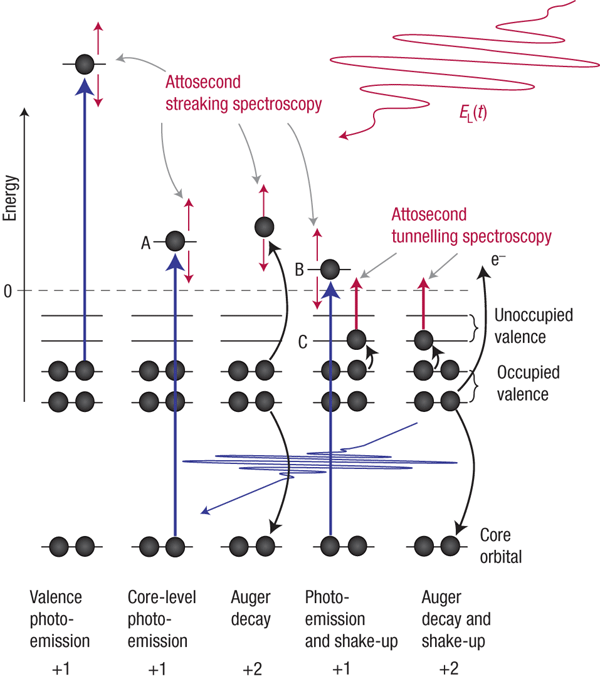 Attosecond
streaking spectroscopy
E_L(t)
Energy
A
Attosecond
tunnelling spectroscopy
B
e⁻
0
Unoccupied
valence
C
Occupied
valence
Core
orbital
Valence
photo-
emission
+1
Core-level
photo-
emission
+1
Auger
decay
+2
Photo-
emission
and shake-up
+1
Auger
decay and
shake-up
+2